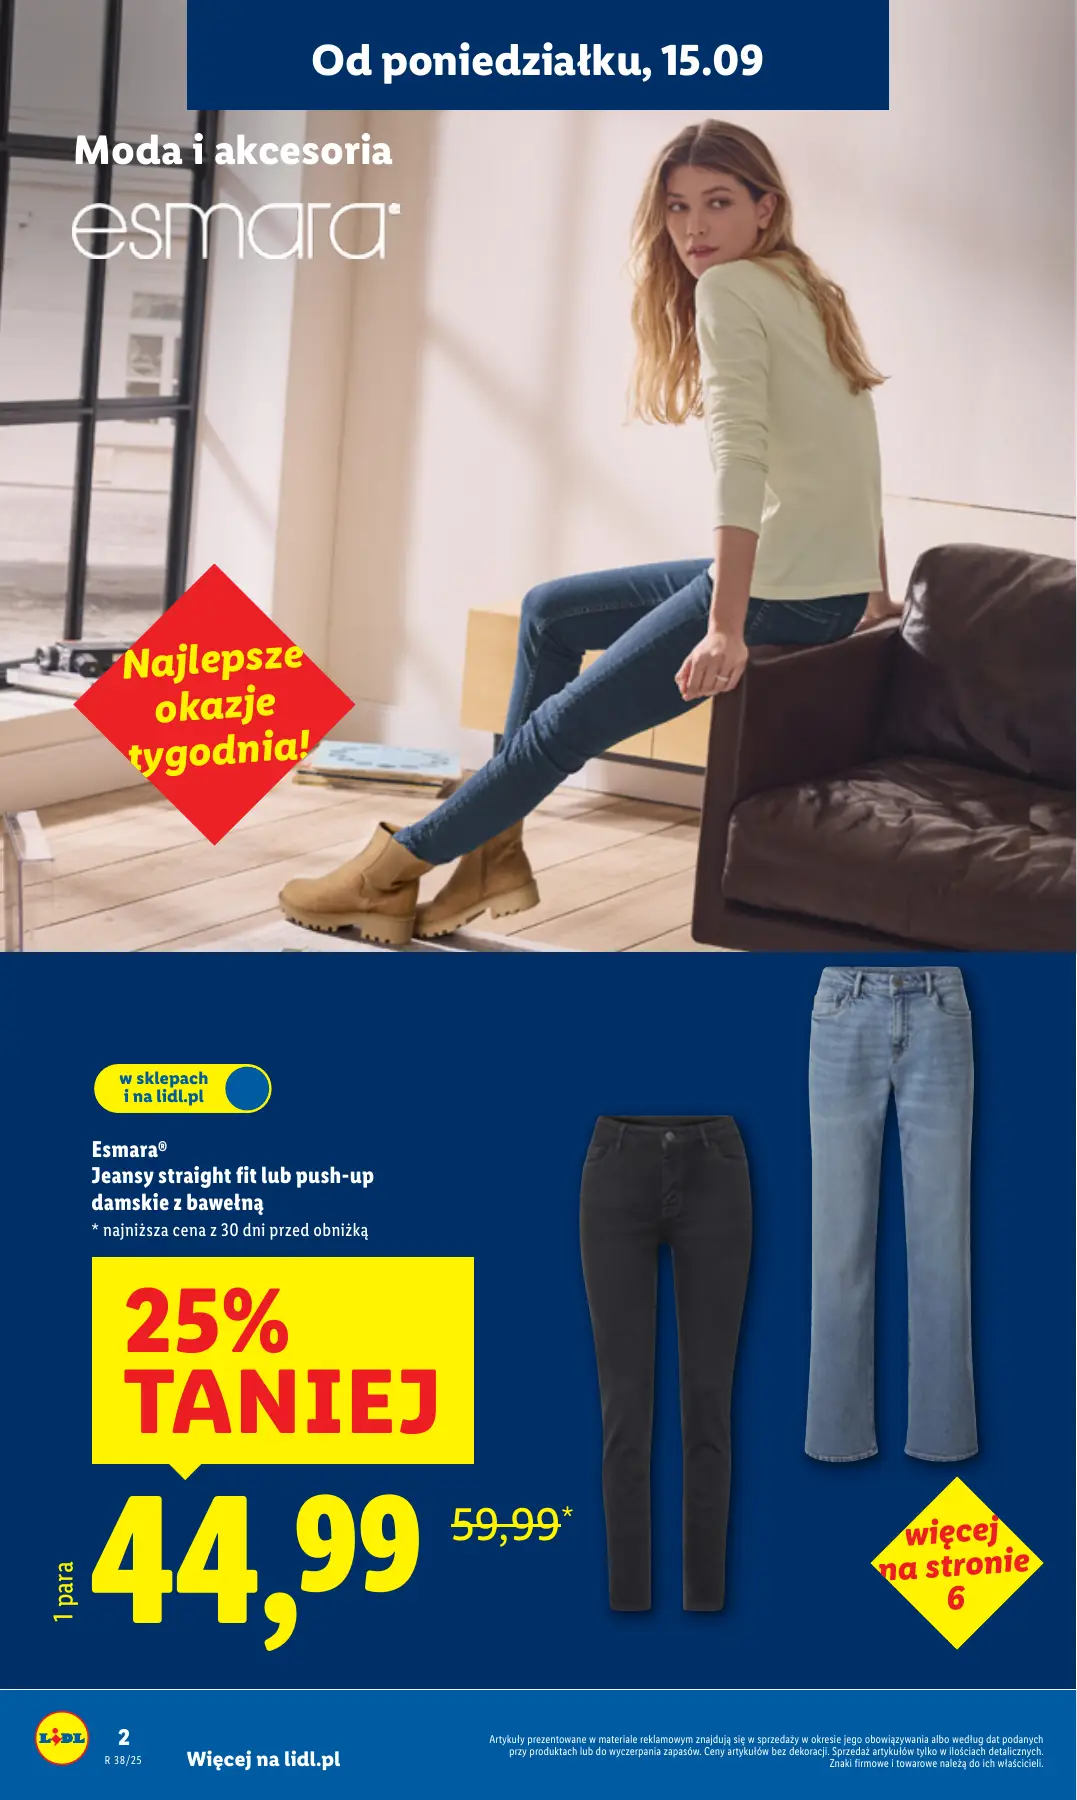 Od poniedziałku, 15.09
Moda i akcesoria
esmara®
Najlepsze
okazje
tygodnia!
w sklepach
i na lidl.pl
Esmara®
Jeansy straight fit lub push-up
damskie z bawełną
* najniższa cena z 30 dni przed obniżką
25%
TANIEJ
1 para
44,99
59,99*
więcej
na stronie
6
LIDL
2
R 38/25
Więcej na lidl.pl
Artykuły prezentowane w materiale reklamowym znajdują się w sprzedaży w okresie jego obowiązywania albo według dat podanych
przy produktach lub do wyczerpania zapasów. Ceny artykułów bez dekoracji. Sprzedaż artykułów tylko w ilościach detalicznych.
Znaki firmowe i towarowe należą do ich właścicieli.